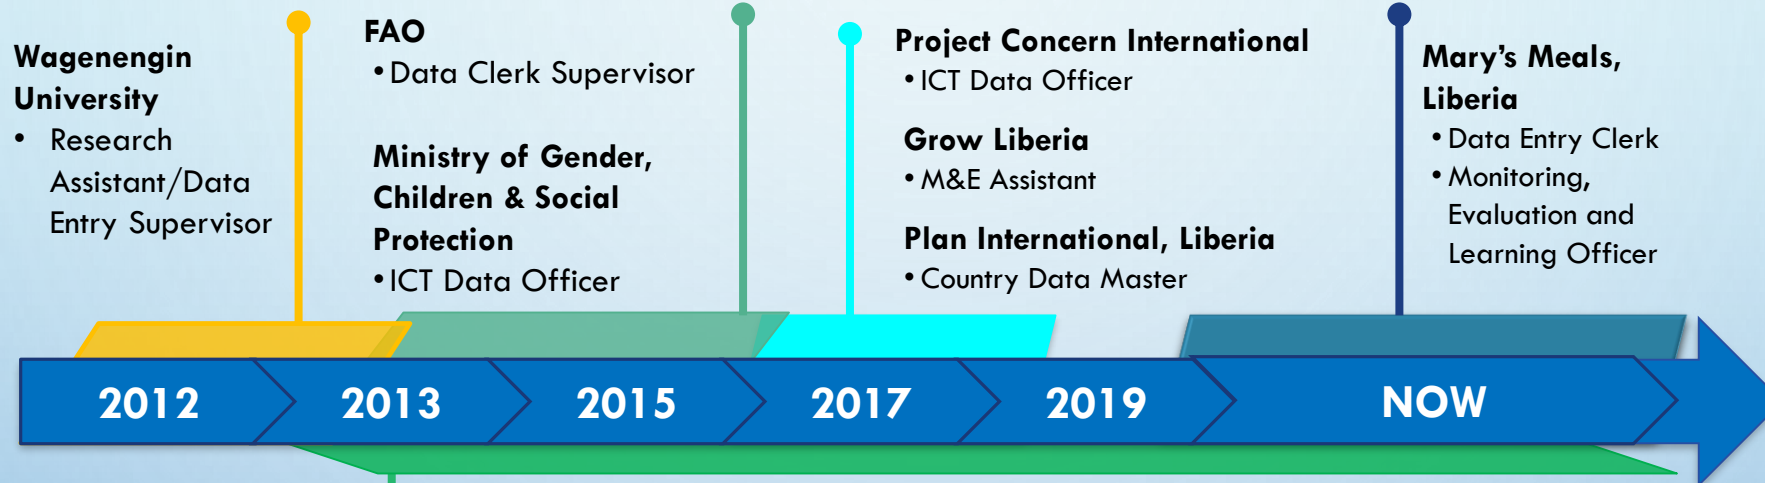 Wagenengin
University
• Research
Assistant/Data
Entry Supervisor
FAO
• Data Clerk Supervisor
Ministry of Gender,
Children & Social
Protection
• ICT Data Officer
Project Concern International
• ICT Data Officer
Grow Liberia
• M&E Assistant
Plan International, Liberia
• Country Data Master
Mary’s Meals,
Liberia
• Data Entry Clerk
• Monitoring,
Evaluation and
Learning Officer
2012
2013
2015
2017
2019
NOW